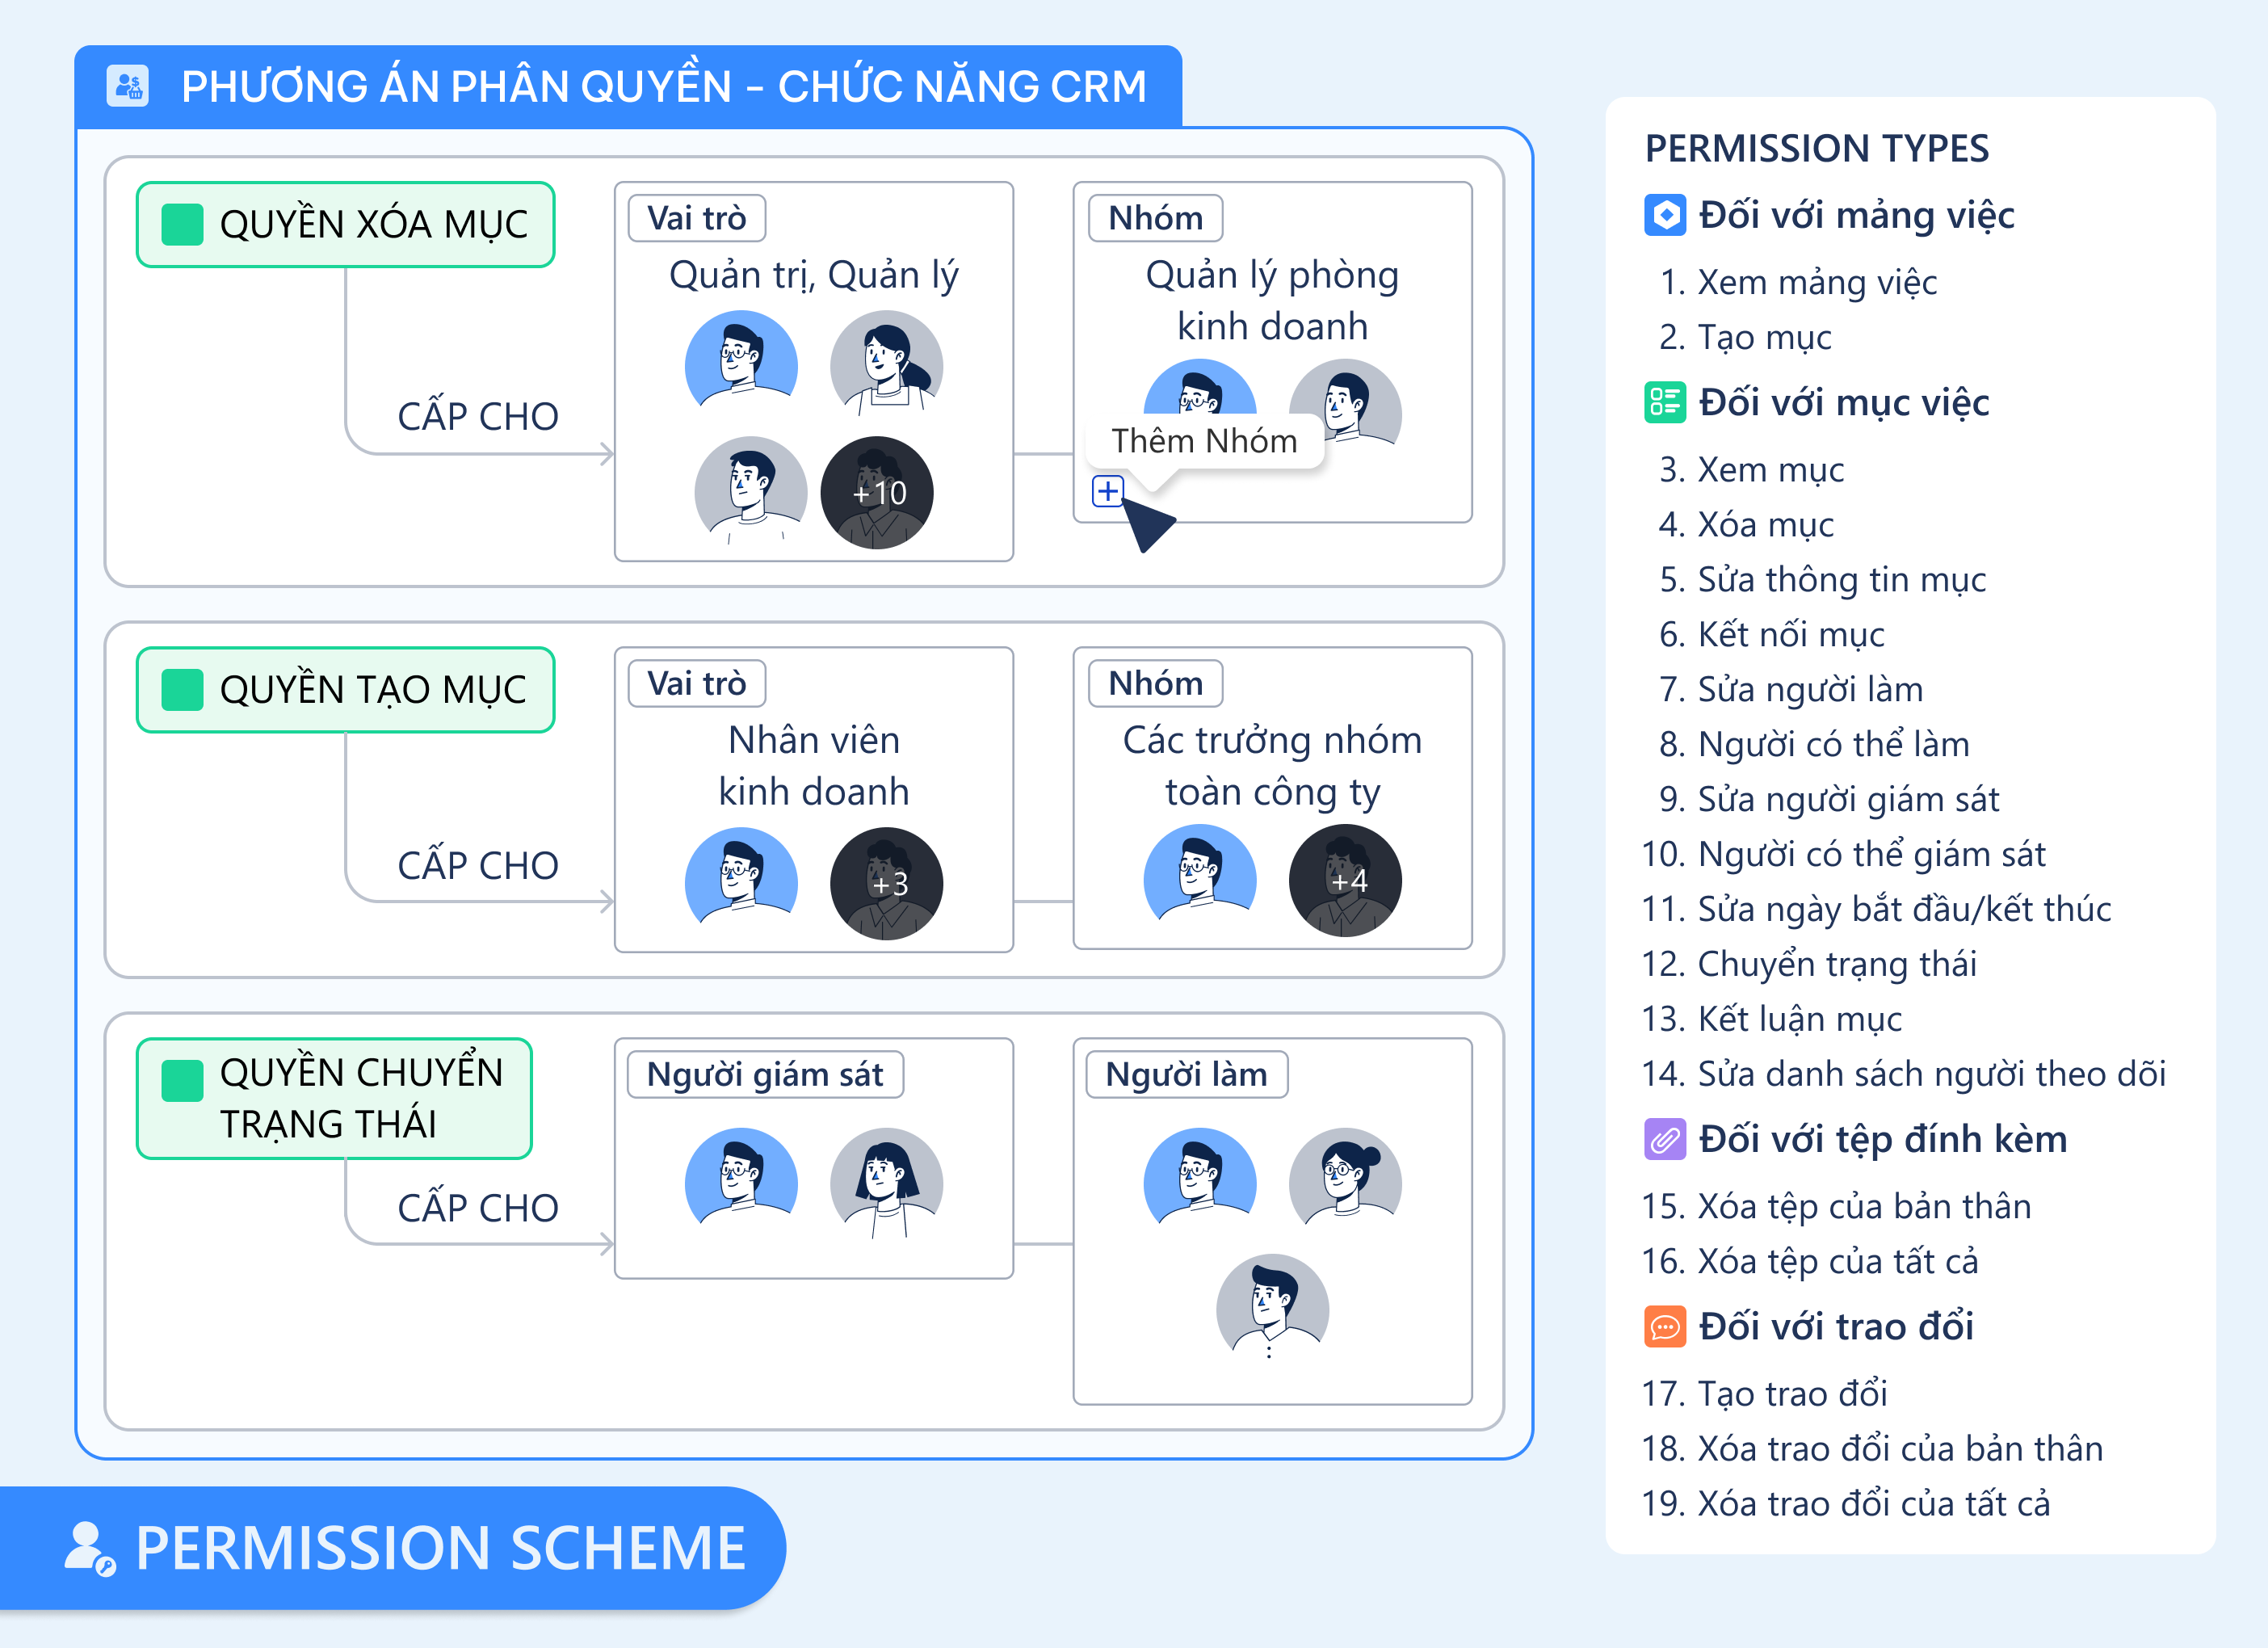 PHƯƠNG ÁN PHÂN QUYỀN - CHỨC NĂNG CRM
QUYỀN XÓA MỤC
CẤP CHO
Vai trò
Quản trị, Quản lý
+10
Nhóm
Quản lý phòng
kinh doanh
Thêm Nhóm
QUYỀN TẠO MỤC
CẤP CHO
Vai trò
Nhân viên
kinh doanh
+3
Nhóm
Các trưởng nhóm
toàn công ty
+4
QUYỀN CHUYỂN
TRẠNG THÁI
CẤP CHO
Người giám sát
Người làm
PERMISSION SCHEME
PERMISSION TYPES
Đối với mảng việc
1. Xem mảng việc
2. Tạo mục
Đối với mục việc
3. Xem mục
4. Xóa mục
5. Sửa thông tin mục
6. Kết nối mục
7. Sửa người làm
8. Người có thể làm
9. Sửa người giám sát
10. Người có thể giám sát
11. Sửa ngày bắt đầu/kết thúc
12. Chuyển trạng thái
13. Kết luận mục
14. Sửa danh sách người theo dõi
Đối với tệp đính kèm
15. Xóa tệp của bản thân
16. Xóa tệp của tất cả
Đối với trao đổi
17. Tạo trao đổi
18. Xóa trao đổi của bản thân
19. Xóa trao đổi của tất cả